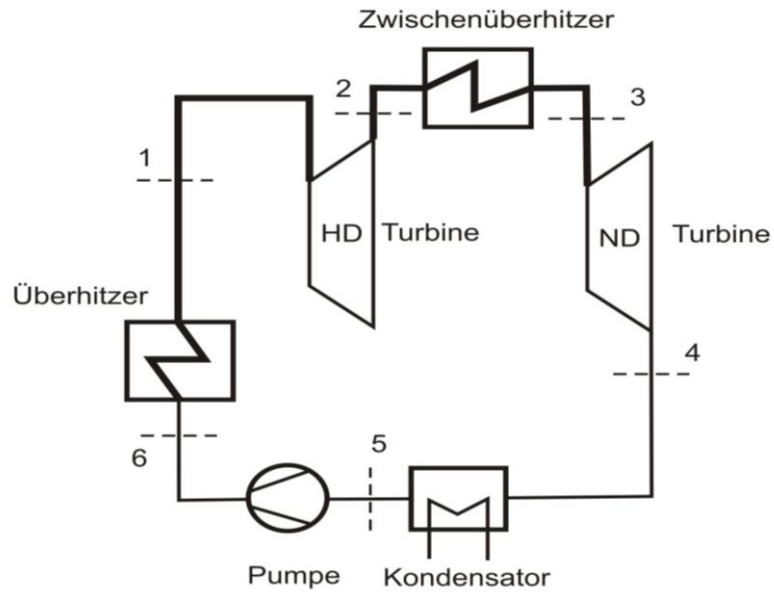 Zwischenüberhitzer
2
3
1
HD Turbine
ND Turbine
Überhitzer
4
5
6
Pumpe
Kondensator